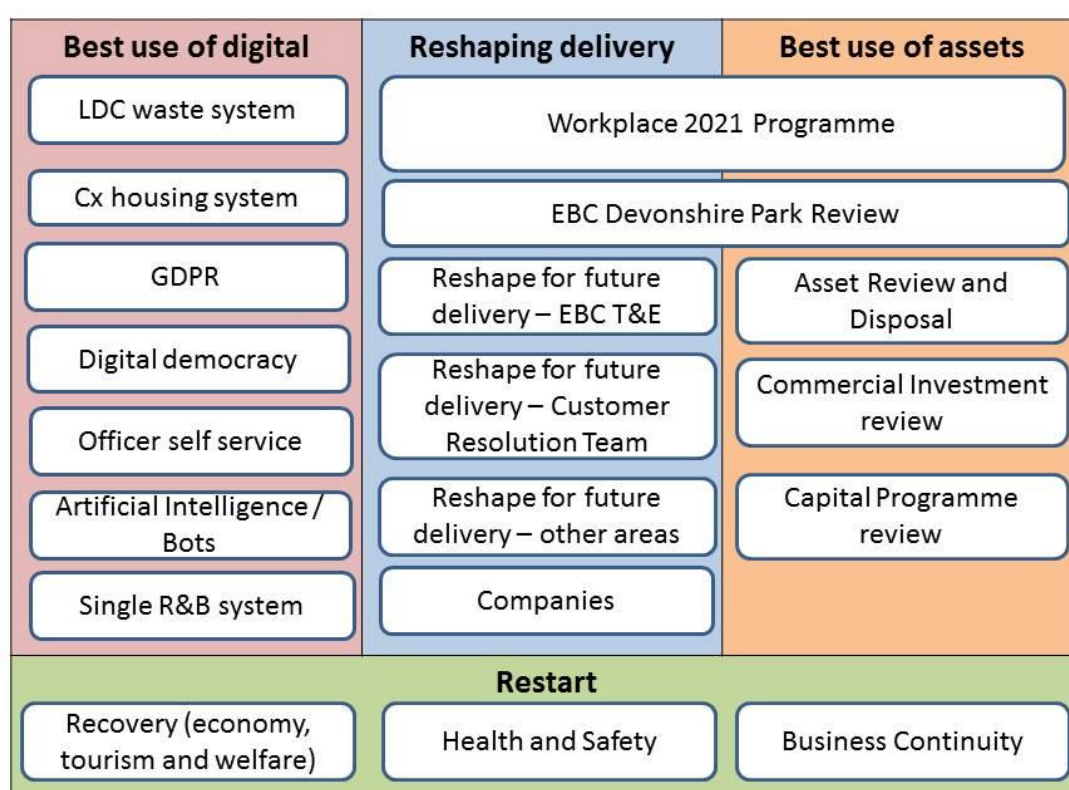 Best use of digital
LDC waste system
Cx housing system
GDPR
Digital democracy
Officer self service
Artificial Intelligence /
Bots
Single R&B system
Reshaping delivery
Best use of assets
Workplace 2021 Programme
EBC Devonshire Park Review
Reshape for future
delivery – EBC T&E
Reshape for future
delivery – Customer
Resolution Team
Reshape for future
delivery – other areas
Companies
Asset Review and
Disposal
Commercial Investment
review
Capital Programme
review
Restart
Recovery (economy,
tourism and welfare)
Health and Safety
Business Continuity